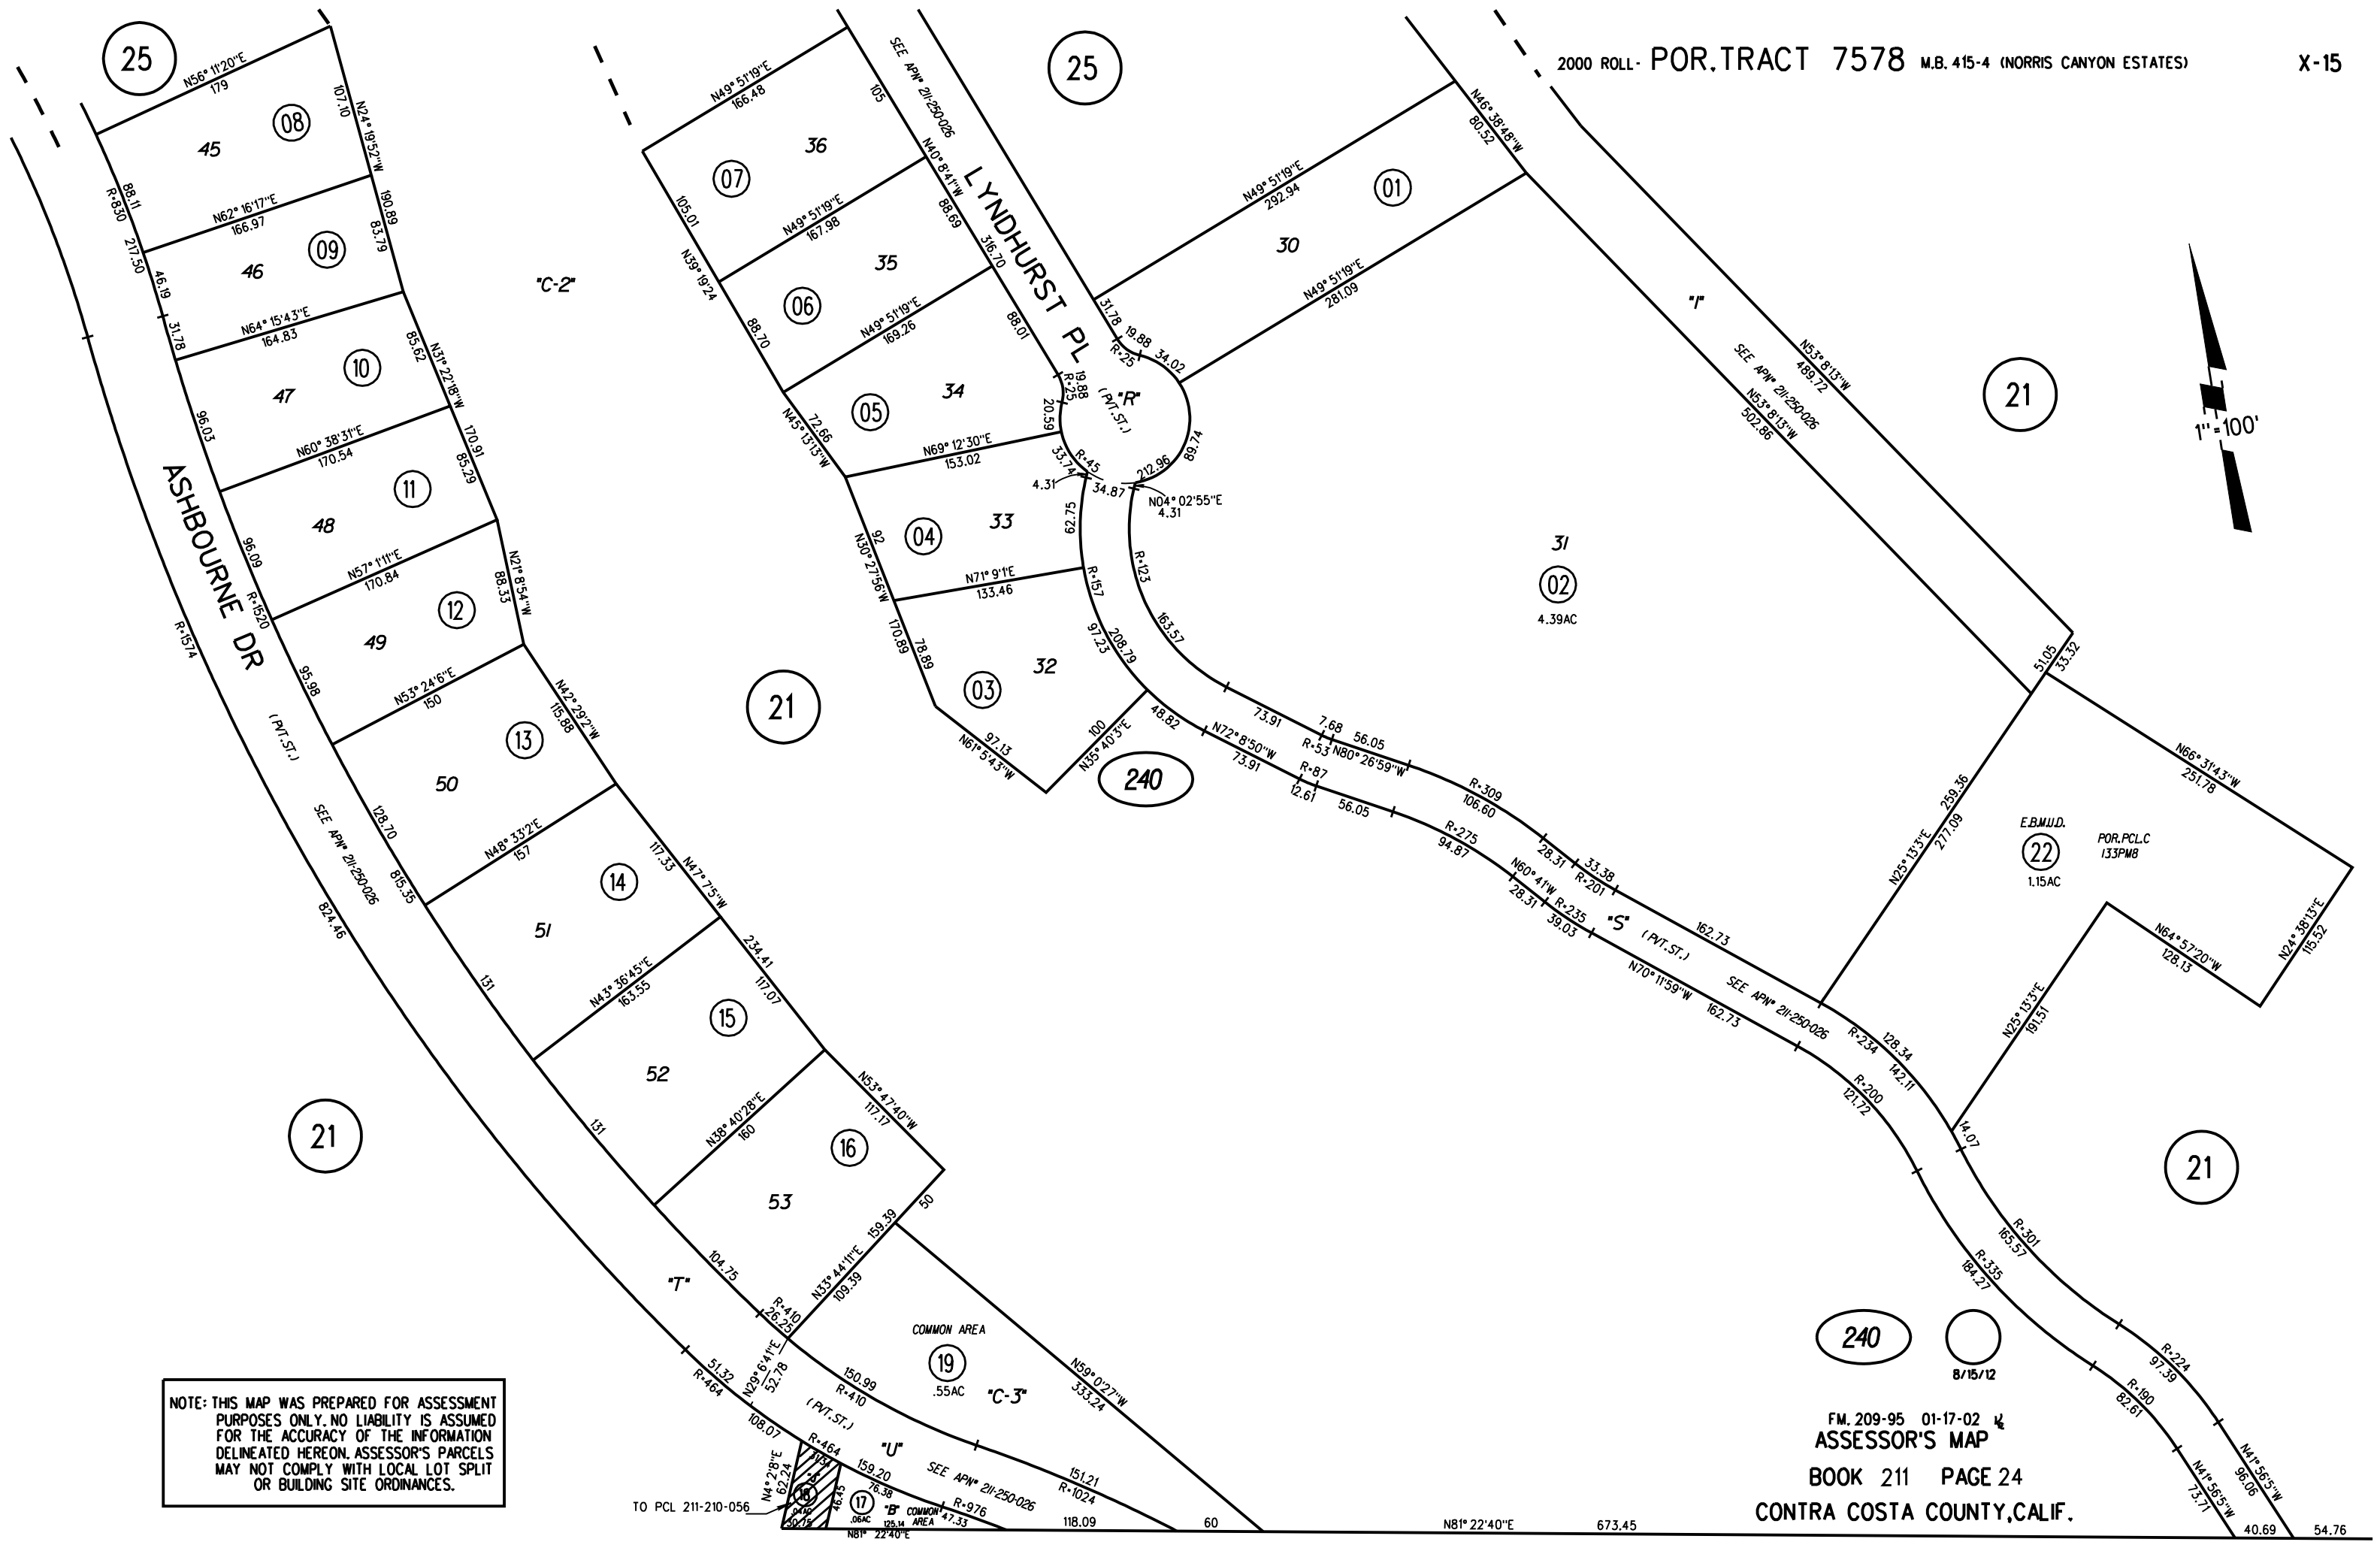 2000 ROLL- POR. TRACT 7578 M.B. 415-4 (NORRIS CANYON ESTATES)
X-15
25
N56° 11'20"E
179
08
45
107.10
N24° 19'52"W
88.11
R=830
217.50
N62° 16'17"E
166.97
190.89
83.79
09
46
46.19
31.78
N64° 15'43"E
164.83
10
47
85.62
N31° 22'18"W
96.03
N60° 38'31"E
170.54
170.91
85.29
11
48
96.09
N57° 1'11"E
170.84
N21° 8'54"W
88.33
12
49
R=1520
R=1574
ASHBOURNE DR
(PVT.ST.)
SEE APN° 211-250-026
95.98
N53° 24'6"E
150
N42° 29'2"W
115.88
13
50
128.70
815.35
824.46
N48° 33'2'E
157
117.33
N47° 7'5"W
14
51
131
N43° 36'45"E
163.55
234.41
117.07
15
52
131
N38° 40'28"E
160
N53° 47'40"W
117.17
16
53
104.75
50
159.39
N33° 44'11"E
109.39
"T"
R=410
26.25
51.32
R=464
N29° 6'41"E
52.78
108.07
COMMON AREA
19
.55AC
"C-3"
N59° 0'27"W
333.24
150.99
R=410
(PVT.ST.)
"U"
SEE APN° 211-250-026
151.21
R=1024
R=464
159.20
76.38
R=976
47.33
N4° 2'8"E
62.24
18
30.75
46.45
17
.06AC
"B" COMMON
AREA
125.14
N81° 22'40"E
TO PCL 211-210-056
118.09
60
N81° 22'40"E
673.45
40.69
54.76
"C-2"
N49° 51'19"E
166.48
105
07
36
105.01
N49° 51'19"E
167.98
N40° 8'41"W
88.69
316.70
N39° 19'24
06
35
88.70
N49° 51'19"E
169.26
88.01
05
34
72.66
N45° 13'13"W
N69° 12'30"E
153.02
19.88
R=25
20.59
33.74
R=45
4.31
34.87
212.96
N04° 02'55"E
4.31
04
33
62.75
92
N30° 27'56"W
N71° 9'1'E
133.46
R=157
R=123
163.57
170.89
78.89
03
32
97.23
208.79
97.13
N61° 5'43"W
100
N35° 40'3"E
48.82
21
240
SEE APN° 211-250-026
LYNDHURST PL
"R"
(PVT.ST.)
25
N46° 38'48"W
80.52
N49° 51'19"E
292.94
01
30
N49° 51'19"E
281.09
31.78
19.88
R=25
34.02
89.74
"I"
SEE APN° 211-250-026
N53° 8'13"W
489.72
N53° 8'13"W
502.86
21
1"=100'
31
02
4.39AC
51.05
33.32
N66° 31'43"W
251.78
259.36
N25° 13'3"E
277.09
E.B.M.U.D.
22
1.15AC
POR.PCL.C
133PM8
N64° 57'20"W
128.13
N24° 38'13"E
115.52
N25° 13'3"E
191.51
73.91
7.68
56.05
N72° 8'50"W
73.91
R=53
N80° 26'59"W
R=87
12.61
56.05
R=309
106.60
R=275
94.87
28.31
33.38
R=201
N60° 41'W
28.31
R=235
39.03
"S"
(PVT.ST.)
162.73
N70° 11'59"W
162.73
SEE APN° 211-250-026
R=234
128.34
142.11
R=200
121.72
14.07
21
R=301
165.57
R=335
184.27
R=224
97.39
R=190
82.61
N41° 56'5"W
96.06
N41° 56'5"W
73.71
21
NOTE: THIS MAP WAS PREPARED FOR ASSESSMENT
PURPOSES ONLY. NO LIABILITY IS ASSUMED
FOR THE ACCURACY OF THE INFORMATION
DELINEATED HEREON. ASSESSOR'S PARCELS
MAY NOT COMPLY WITH LOCAL LOT SPLIT
OR BUILDING SITE ORDINANCES.
240
8/15/12
FM. 209-95 01-17-02
ASSESSOR'S MAP
BOOK 211 PAGE 24
CONTRA COSTA COUNTY, CALIF.